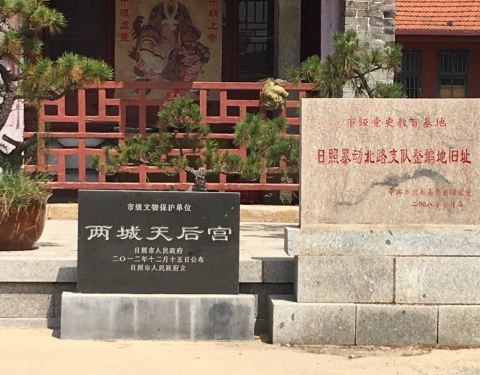 市级文物保护单位
两城天后宫
日照市人民政府
二〇一二年十二月十五日公布
日照市人民政府立
市级党史教育基地
日照暴动北路支队整编地旧址